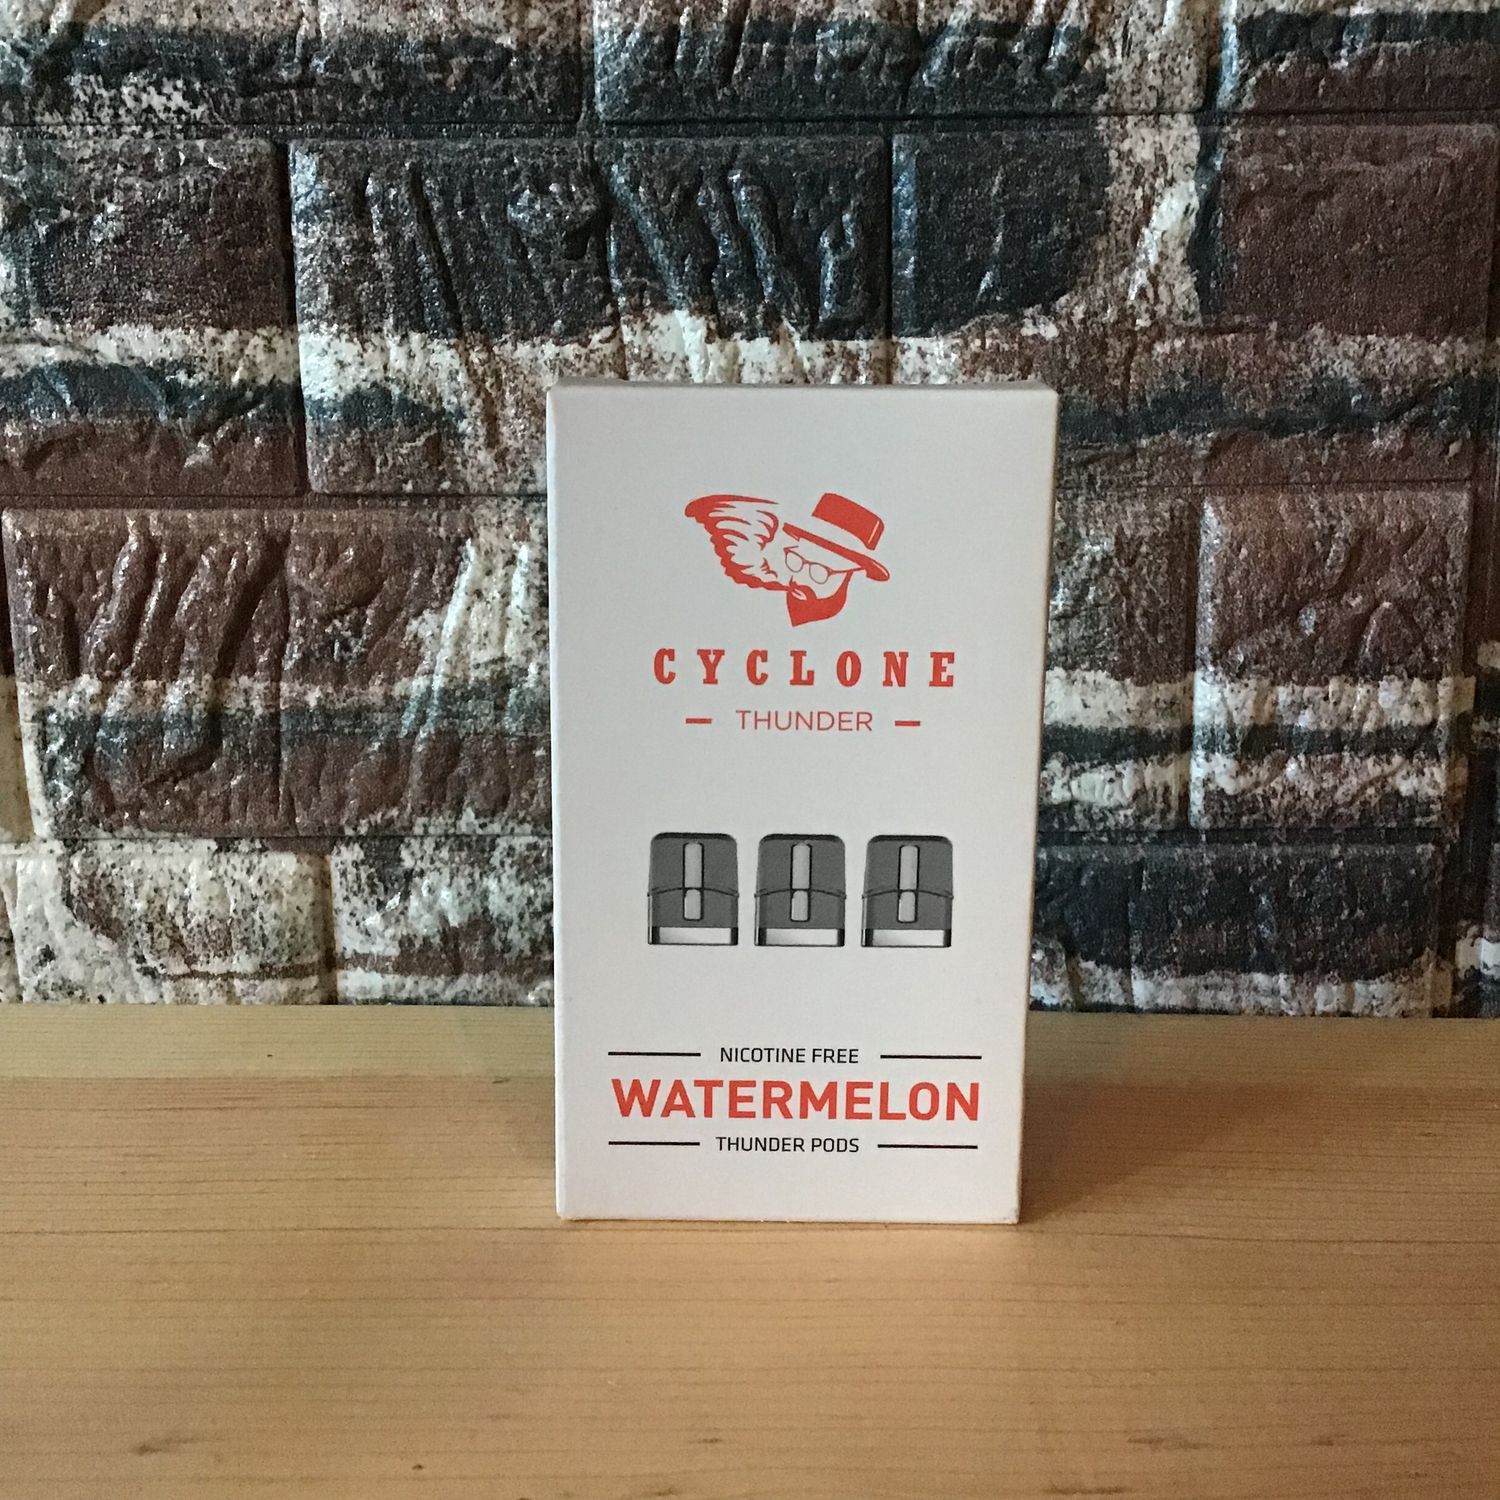 CYCLONE
THUNDER
NICOTINE FREE
WATERMELON
THUNDER PODS